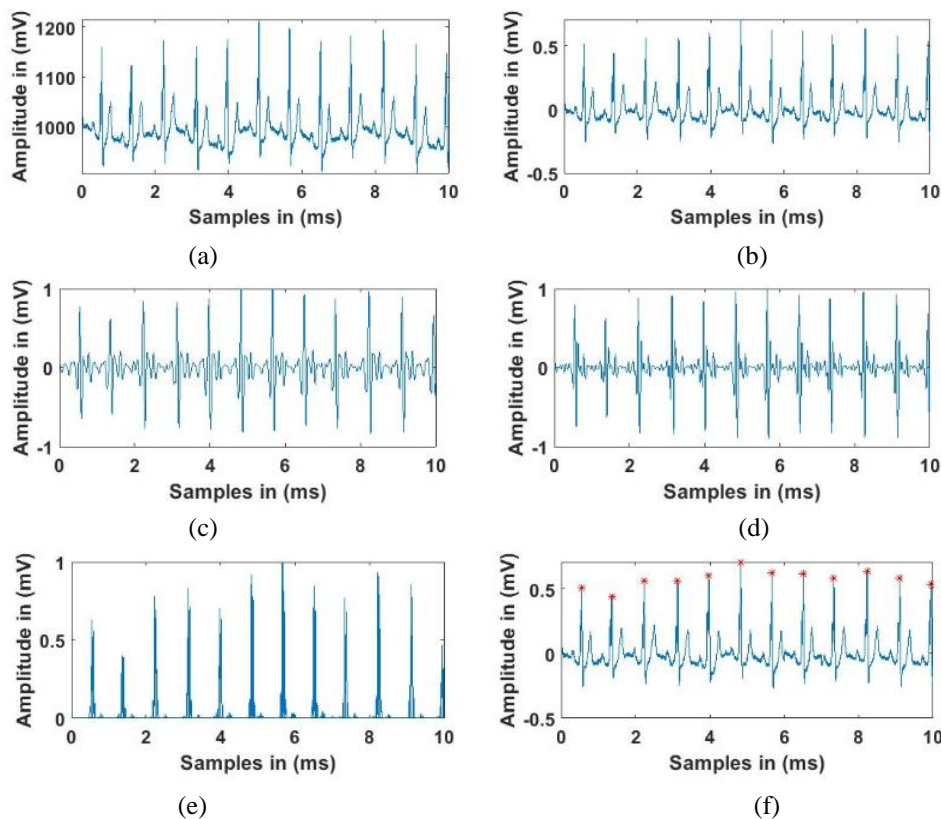 1200
1100
1000
Amplitude in (mV)
0 2 4 6 8 10
Samples in (ms)
(a)
0.5
0
-0.5
Amplitude in (mV)
0 2 4 6 8 10
Samples in (ms)
(b)
1
0
-1
Amplitude in (mV)
0 2 4 6 8 10
Samples in (ms)
(c)
1
0
-1
Amplitude in (mV)
0 2 4 6 8 10
Samples in (ms)
(d)
1
0.5
0
Amplitude in (mV)
0 2 4 6 8 10
Samples in (ms)
(e)
0.5
0
-0.5
Amplitude in (mV)
0 2 4 6 8 10
Samples in (ms)
(f)